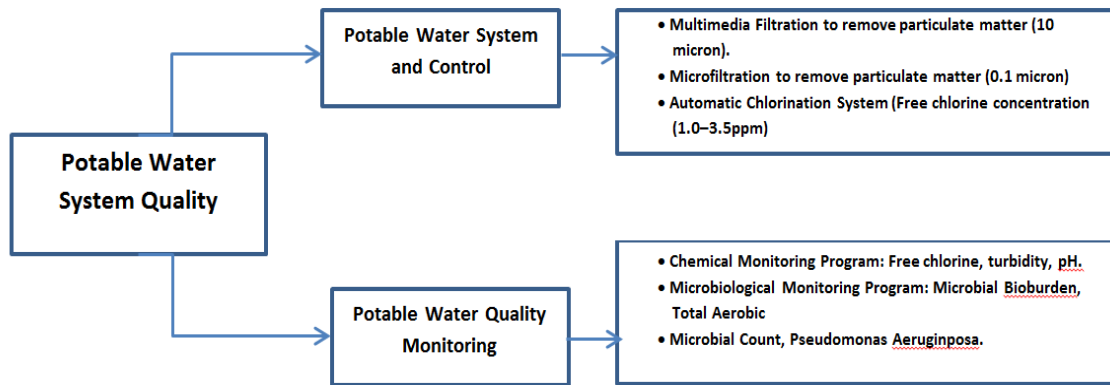 Potable Water
System Quality
Potable Water System
and Control
• Multimedia Filtration to remove particulate matter (10
micron).
• Microfiltration to remove particulate matter (0.1 micron)
• Automatic Chlorination System (Free chlorine concentration
(1.0–3.5ppm)
Potable Water Quality
Monitoring
• Chemical Monitoring Program: Free chlorine, turbidity, pH.
• Microbiological Monitoring Program: Microbial Bioburden,
Total Aerobic
• Microbial Count, Pseudomonas Aeruginposa.